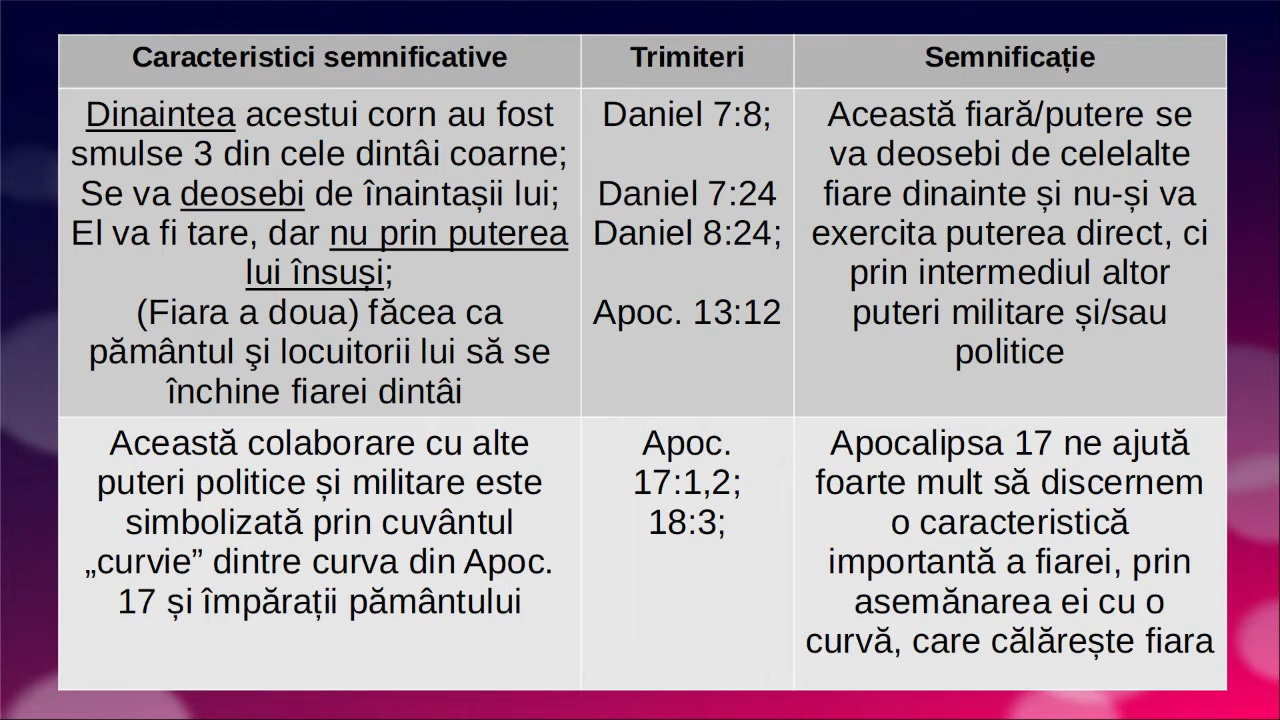 Caracteristici semnificative
Trimiteri
Semnificație
Dinaintea acestui corn au fost
smulse 3 din cele dintâi coarne;
Se va deosebi de înaintașii lui;
El va fi tare, dar nu prin puterea
lui însuși;
(Fiara a doua) făcea ca
pământul şi locuitorii lui să se
închine fiarei dintâi
Daniel 7:8;
Daniel 7:24
Daniel 8:24;
Apoc. 13:12
Această fiară/putere se
va deosebi de celelalte
fiare dinainte și nu-și va
exercita puterea direct, ci
prin intermediul altor
puteri militare și/sau
politice
Această colaborare cu alte
puteri politice și militare este
simbolizată prin cuvântul
„curvie” dintre curva din Apoc.
17 și împărații pământului
Apoc.
17:1,2;
18:3;
Apocalipsa 17 ne ajută
foarte mult să discernem
o caracteristică
importantă a fiarei, prin
asemănarea ei cu o
curvă, care călărește fiara